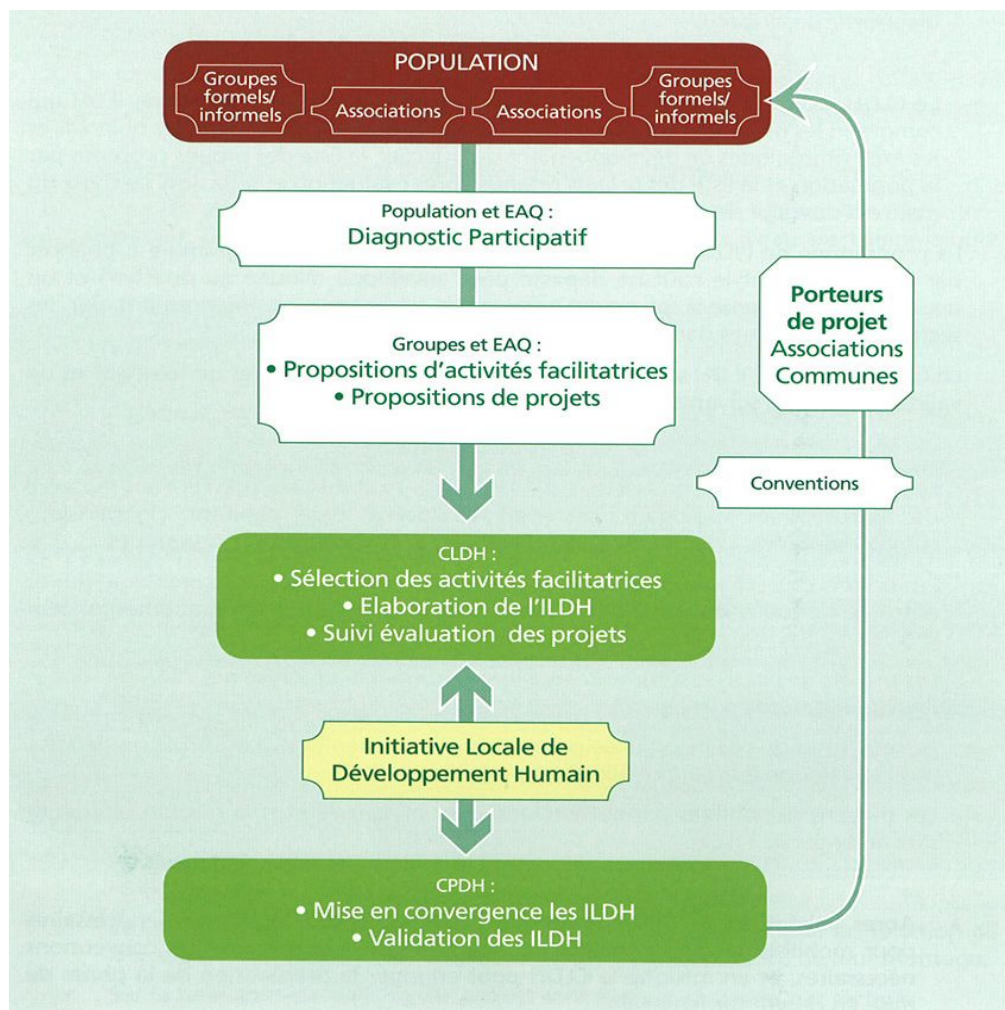 POPULATION
Groupes
formels/
informels
Associations
Associations
Groupes
formels/
informels
Population et EAQ :
Diagnostic Participatif
Groupes et EAQ :
• Propositions d'activités facilitatrices
• Propositions de projets
Porteurs
de projet
Associations
Communes
Conventions
CLDH :
• Sélection des activités facilitatrices
• Elaboration de l'ILDH
• Suivi évaluation des projets
Initiative Locale de
Développement Humain
CPDH :
• Mise en convergence les ILDH
• Validation des ILDH